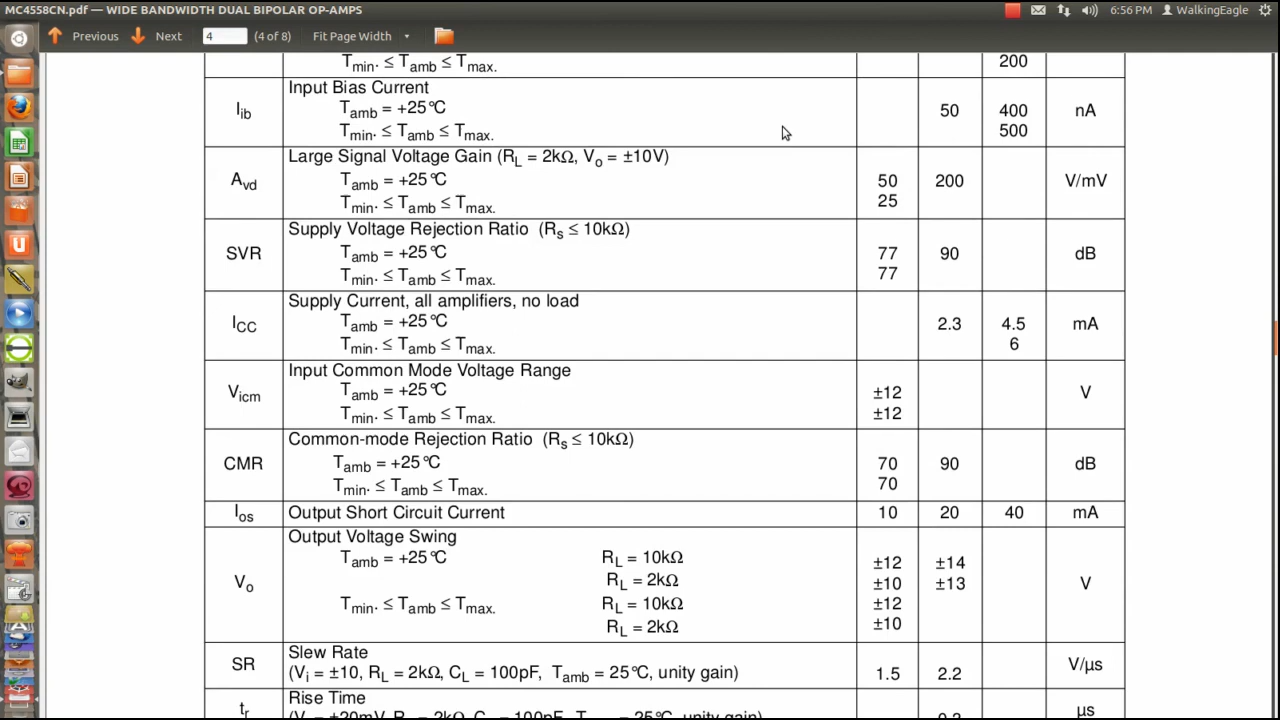 MC4558CN.pdf — WIDE BANDWIDTH DUAL BIPOLAR OP-AMPS
6:56 PM WalkingEagle
Previous Next 4 (4 of 8) Fit Page Width
Tmin. ≤ Tamb ≤ Tmax. 200
Input Bias Current
Iib Tamb = +25°C 50 400 nA
Tmin. ≤ Tamb ≤ Tmax. 500
Large Signal Voltage Gain (RL = 2kΩ, Vo = ±10V)
Avd Tamb = +25°C 50 200 V/mV
Tmin. ≤ Tamb ≤ Tmax. 25
Supply Voltage Rejection Ratio (Rs ≤ 10kΩ)
SVR Tamb = +25°C 77 90 dB
Tmin. ≤ Tamb ≤ Tmax. 77
Supply Current, all amplifiers, no load
ICC Tamb = +25°C 2.3 4.5 mA
Tmin. ≤ Tamb ≤ Tmax. 6
Input Common Mode Voltage Range
Vicm Tamb = +25°C ±12 V
Tmin. ≤ Tamb ≤ Tmax. ±12
Common-mode Rejection Ratio (Rs ≤ 10kΩ)
CMR Tamb = +25°C 70 90 dB
Tmin. ≤ Tamb ≤ Tmax. 70
Ios Output Short Circuit Current 10 20 40 mA
Output Voltage Swing
Tamb = +25°C RL = 10kΩ ±12 ±14
Vo RL = 2kΩ ±10 ±13 V
Tmin. ≤ Tamb ≤ Tmax. RL = 10kΩ ±12
RL = 2kΩ ±10
Slew Rate
SR (Vi = ±10, RL = 2kΩ, CL = 100pF, Tamb = 25°C, unity gain) 1.5 2.2 V/µs
Rise Time
tr µs